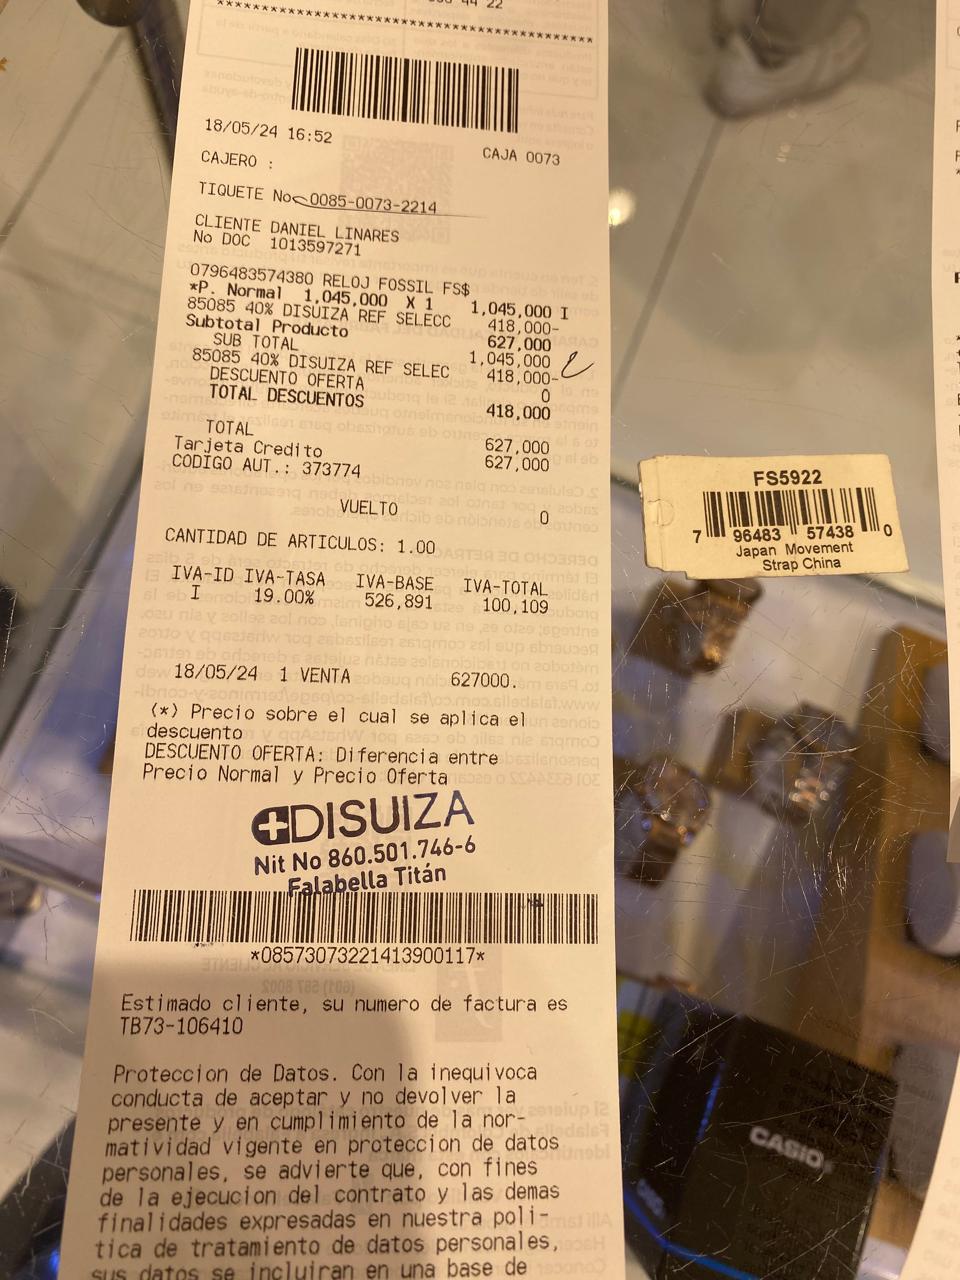 *****************************************
18/05/24 16:52
CAJA 0073
CAJERO :
TIQUETE No 0085-0073-2214
CLIENTE DANIEL LINARES
No DOC 1013597271
0796483574380 RELOJ FOSSIL FS$
*P. Normal 1,045,000 X 1 1,045,000 I
85085 40% DISUIZA REF SELECC 418,000-
Subtotal Producto 627,000
SUB TOTAL 1,045,000
85085 40% DISUIZA REF SELEC 418,000-
DESCUENTO OFERTA 0
TOTAL DESCUENTOS 418,000
TOTAL 627,000
Tarjeta Credito 627,000
CODIGO AUT.: 373774
VUELTO 0
CANTIDAD DE ARTICULOS: 1.00
IVA-ID IVA-TASA IVA-BASE IVA-TOTAL
I 19.00% 526,891 100,109
18/05/24 1 VENTA 627000.
(*) Precio sobre el cual se aplica el
descuento
DESCUENTO OFERTA: Diferencia entre
Precio Normal y Precio Oferta
DISUIZA
Nit No 860.501.746-6
Falabella Titán
*08573073221413900117*
Estimado cliente, su numero de factura es
TB73-106410
Proteccion de Datos. Con la inequivoca
conducta de aceptar y no devolver la
presente y en cumplimiento de la nor-
matividad vigente en proteccion de datos
personales, se advierte que, con fines
de la ejecucion del contrato y las demas
finalidades expresadas en nuestra poli-
tica de tratamiento de datos personales,
sus datos se incluiran en una base de
FS5922
7 96483 57438 0
Japan Movement
Strap China
CASIO